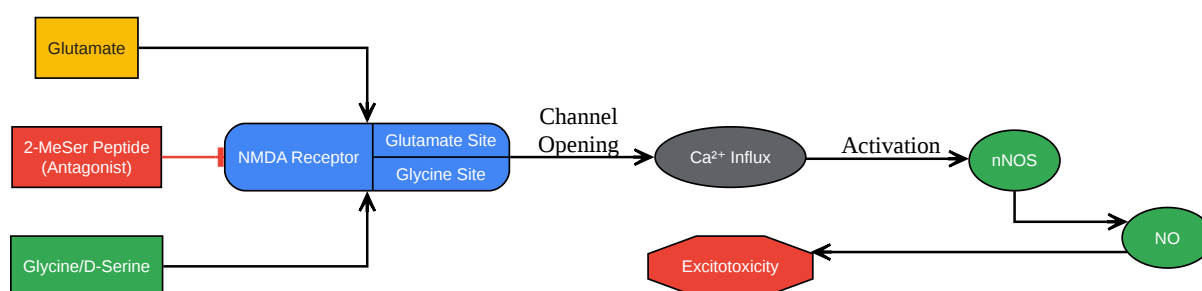 Glutamate
2-MeSer Peptide
(Antagonist)
Glycine/D-Serine
NMDA Receptor
Glutamate Site
Glycine Site
Channel
Opening
Ca²⁺ Influx
Activation
nNOS
NO
Excitotoxicity